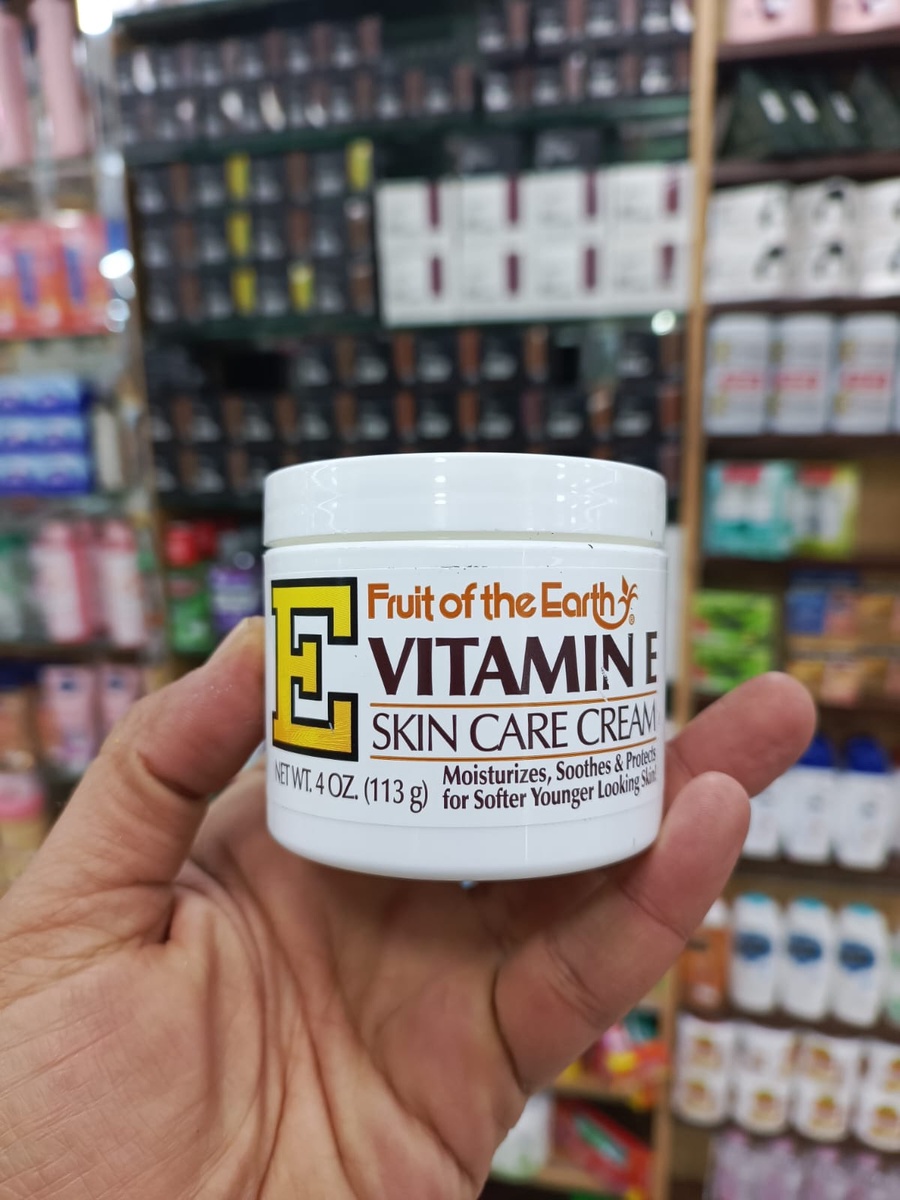 E
Fruit of the Earth®
VITAMIN E
SKIN CARE CREAM
NET WT. 4 OZ. (113 g)
Moisturizes, Soothes & Protects
for Softer Younger Looking Skin!